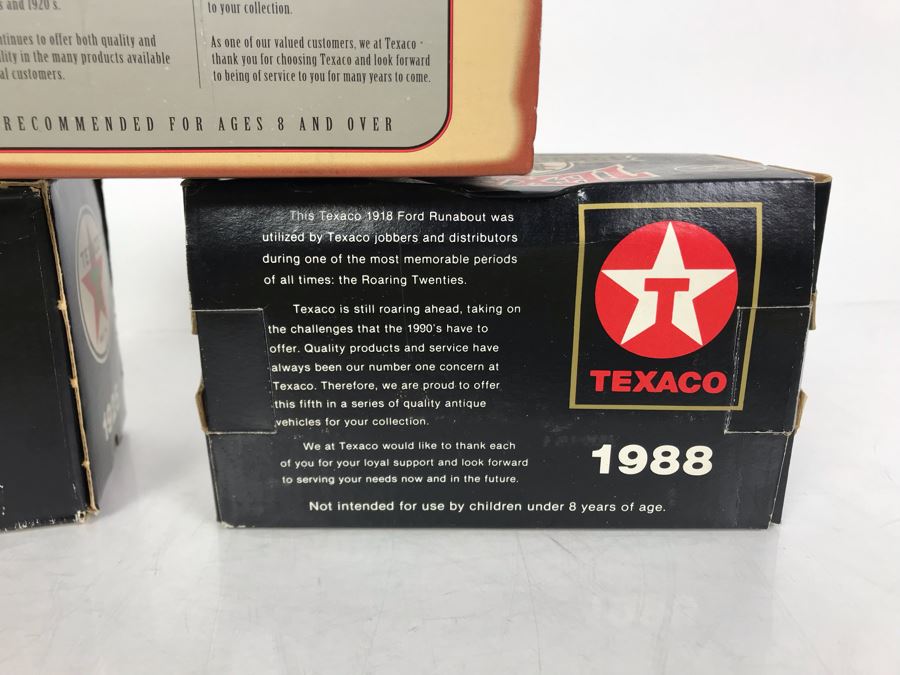 s and 1920's.
ntinues to offer both quality and
lity in the many products available
al customers.
to your collection.
As one of our valued customers, we at Texaco
thank you for choosing Texaco and look forward
to being of service to you for many years to come.
RECOMMENDED FOR AGES 8 AND OVER
This Texaco 1918 Ford Runabout was
utilized by Texaco jobbers and distributors
during one of the most memorable periods
of all times: the Roaring Twenties.
Texaco is still roaring ahead, taking on
the challenges that the 1990's have to
offer. Quality products and service have
always been our number one concern at
Texaco. Therefore, we are proud to offer
this fifth in a series of quality antique
vehicles for your collection.
We at Texaco would like to thank each
of you for your loyal support and look forward
to serving your needs now and in the future.
Not intended for use by children under 8 years of age.
T
TEXACO
1988